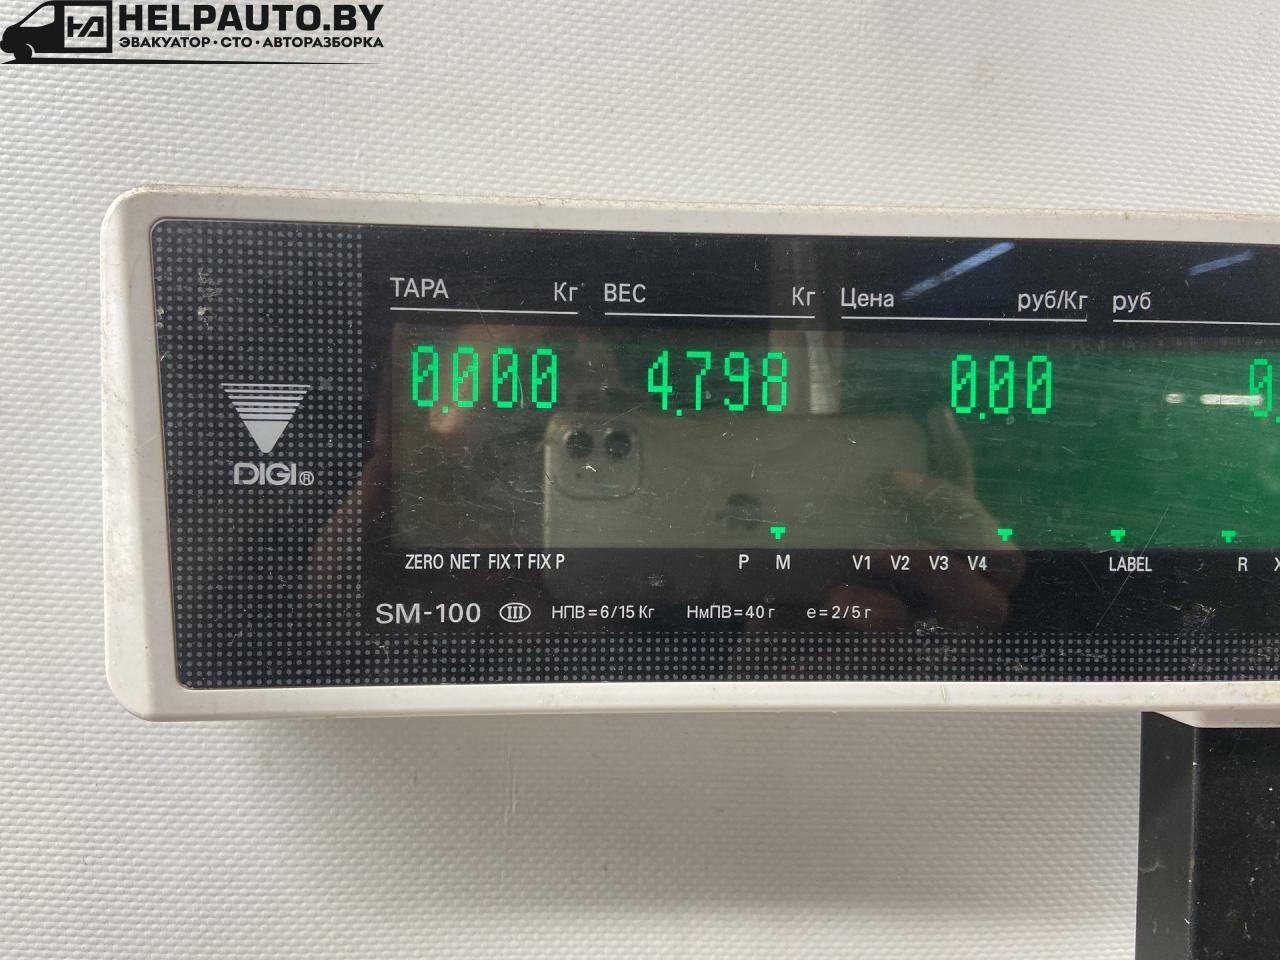 HELPAUTO.BY
ЭВАКУАТОР · СТО · АВТОРАЗБОРКА
ТАРА Кг ВЕС Кг Цена руб/Кг руб
0.000 4.798 0.00 0.
DIGI®
ZERO NET FIX T FIX P P M V1 V2 V3 V4 LABEL R
SM-100 III НПВ=6/15 Кг НмПВ=40 г e=2/5 г